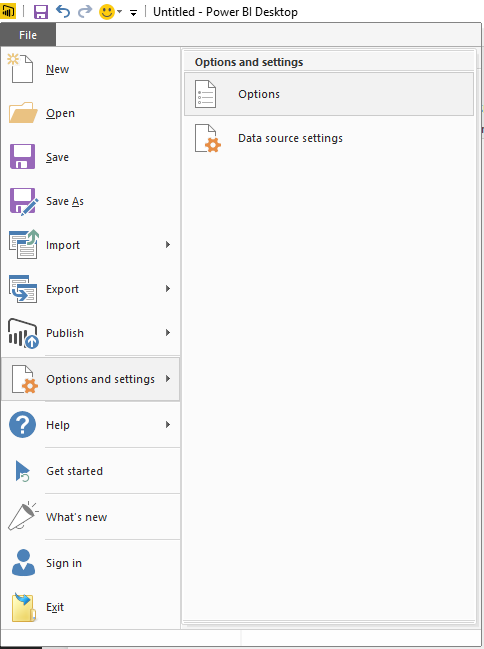 Untitled - Power BI Desktop
File
New
Open
Save
Save As
Import
Export
Publish
Options and settings
Help
Get started
What's new
Sign in
Exit
Options and settings
Options
Data source settings